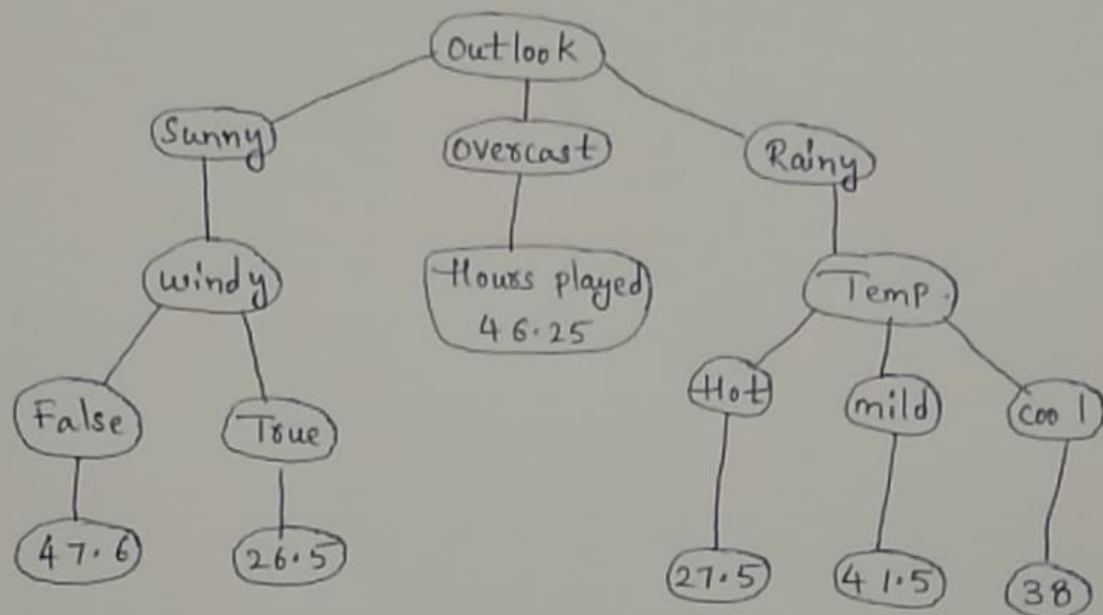 Outlook
Sunny
Overcast
Rainy
Windy
Hours played
46.25
Temp.
False
True
Hot
mild
cool
47.6
26.5
27.5
41.5
38